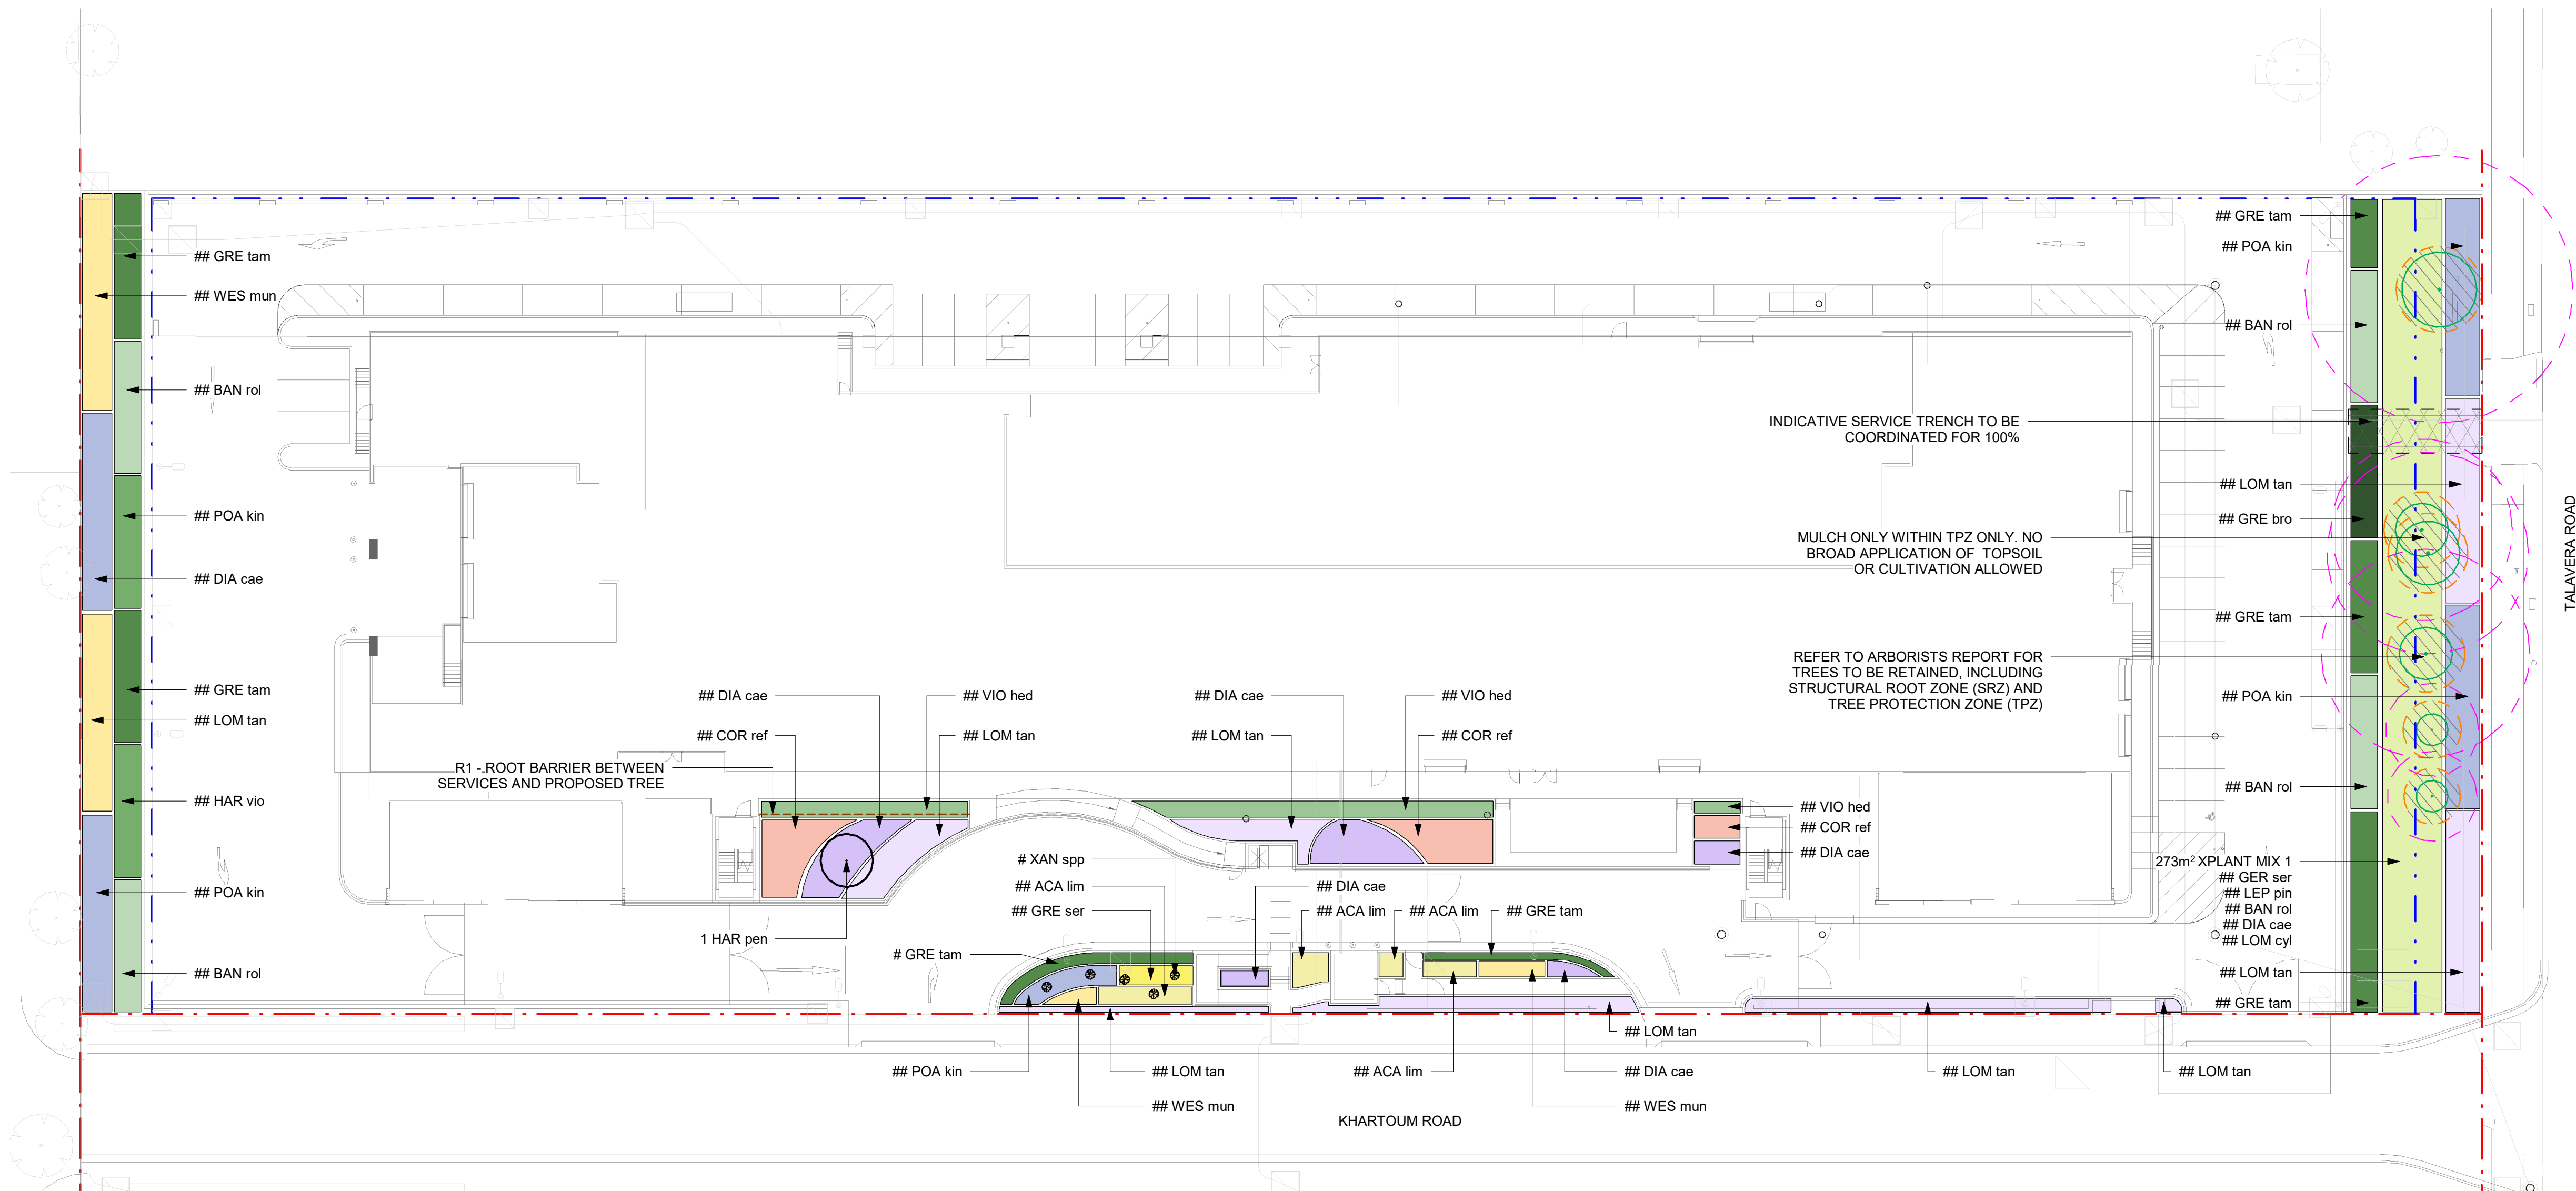 ## GRE tam
## WES mun
## BAN rol
## POA kin
## DIA cae
## GRE tam
## LOM tan
## HAR vio
## POA kin
## BAN rol
## DIA cae
## VIO hed
## COR ref
## LOM tan
R1 - ROOT BARRIER BETWEEN
SERVICES AND PROPOSED TREE
1 HAR pen
## DIA cae
## VIO hed
## LOM tan
## COR ref
## VIO hed
## COR ref
## DIA cae
# XAN spp
## ACA lim
## GRE ser
# GRE tam
## DIA cae
## ACA lim
## ACA lim
## GRE tam
## POA kin
## LOM tan
## WES mun
## ACA lim
## LOM tan
## DIA cae
## WES mun
## LOM tan
## LOM tan
KHARTOUM ROAD
INDICATIVE SERVICE TRENCH TO BE
COORDINATED FOR 100%
MULCH ONLY WITHIN TPZ ONLY. NO
BROAD APPLICATION OF TOPSOIL
OR CULTIVATION ALLOWED
REFER TO ARBORISTS REPORT FOR
TREES TO BE RETAINED, INCLUDING
STRUCTURAL ROOT ZONE (SRZ) AND
TREE PROTECTION ZONE (TPZ)
## GRE tam
## POA kin
## BAN rol
## LOM tan
## GRE bro
## GRE tam
## POA kin
## BAN rol
273m² XPLANT MIX 1
## GER ser
## LEP pin
## BAN rol
## DIA cae
## LOM cyl
## LOM tan
## GRE tam
TALAVERA ROAD